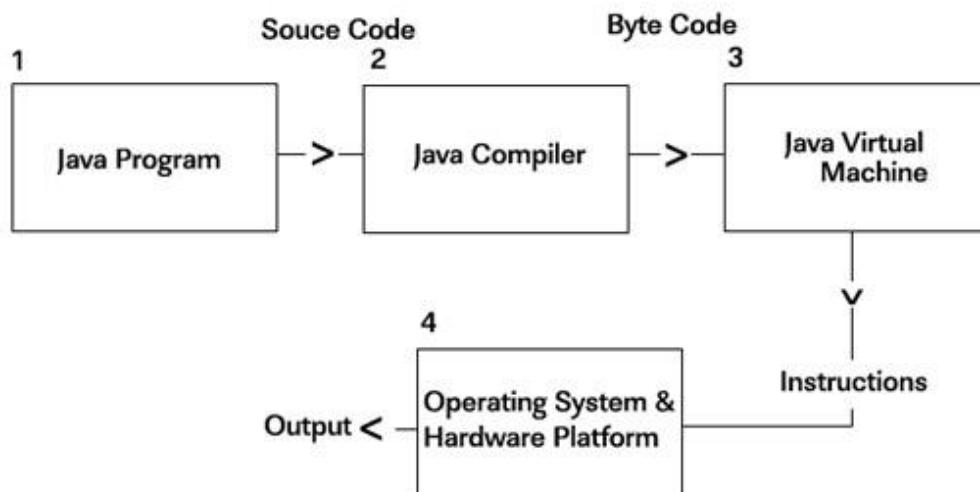 Souce Code
Byte Code
1
2
3
Java Program
Java Compiler
Java Virtual
Machine
4
Instructions
Operating System &
Hardware Platform
Output